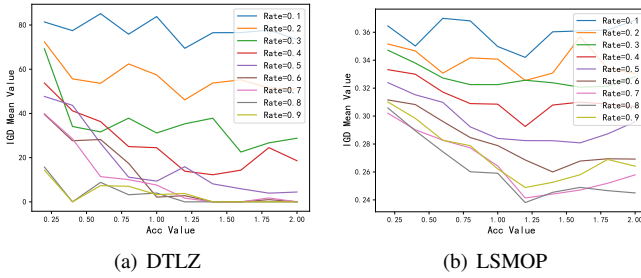 Rate=0.1
Rate=0.2
Rate=0.3
Rate=0.4
Rate=0.5
Rate=0.6
Rate=0.7
Rate=0.8
Rate=0.9
IGD Mean Value
80
60
40
20
0
0.25 0.50 0.75 1.00 1.25 1.50 1.75 2.00
Acc Value
(a) DTLZ
Rate=0.1
Rate=0.2
Rate=0.3
Rate=0.4
Rate=0.5
Rate=0.6
Rate=0.7
Rate=0.8
Rate=0.9
IGD Mean Value
0.36
0.34
0.32
0.30
0.28
0.26
0.24
0.25 0.50 0.75 1.00 1.25 1.50 1.75 2.00
Acc Value
(b) LSMOP